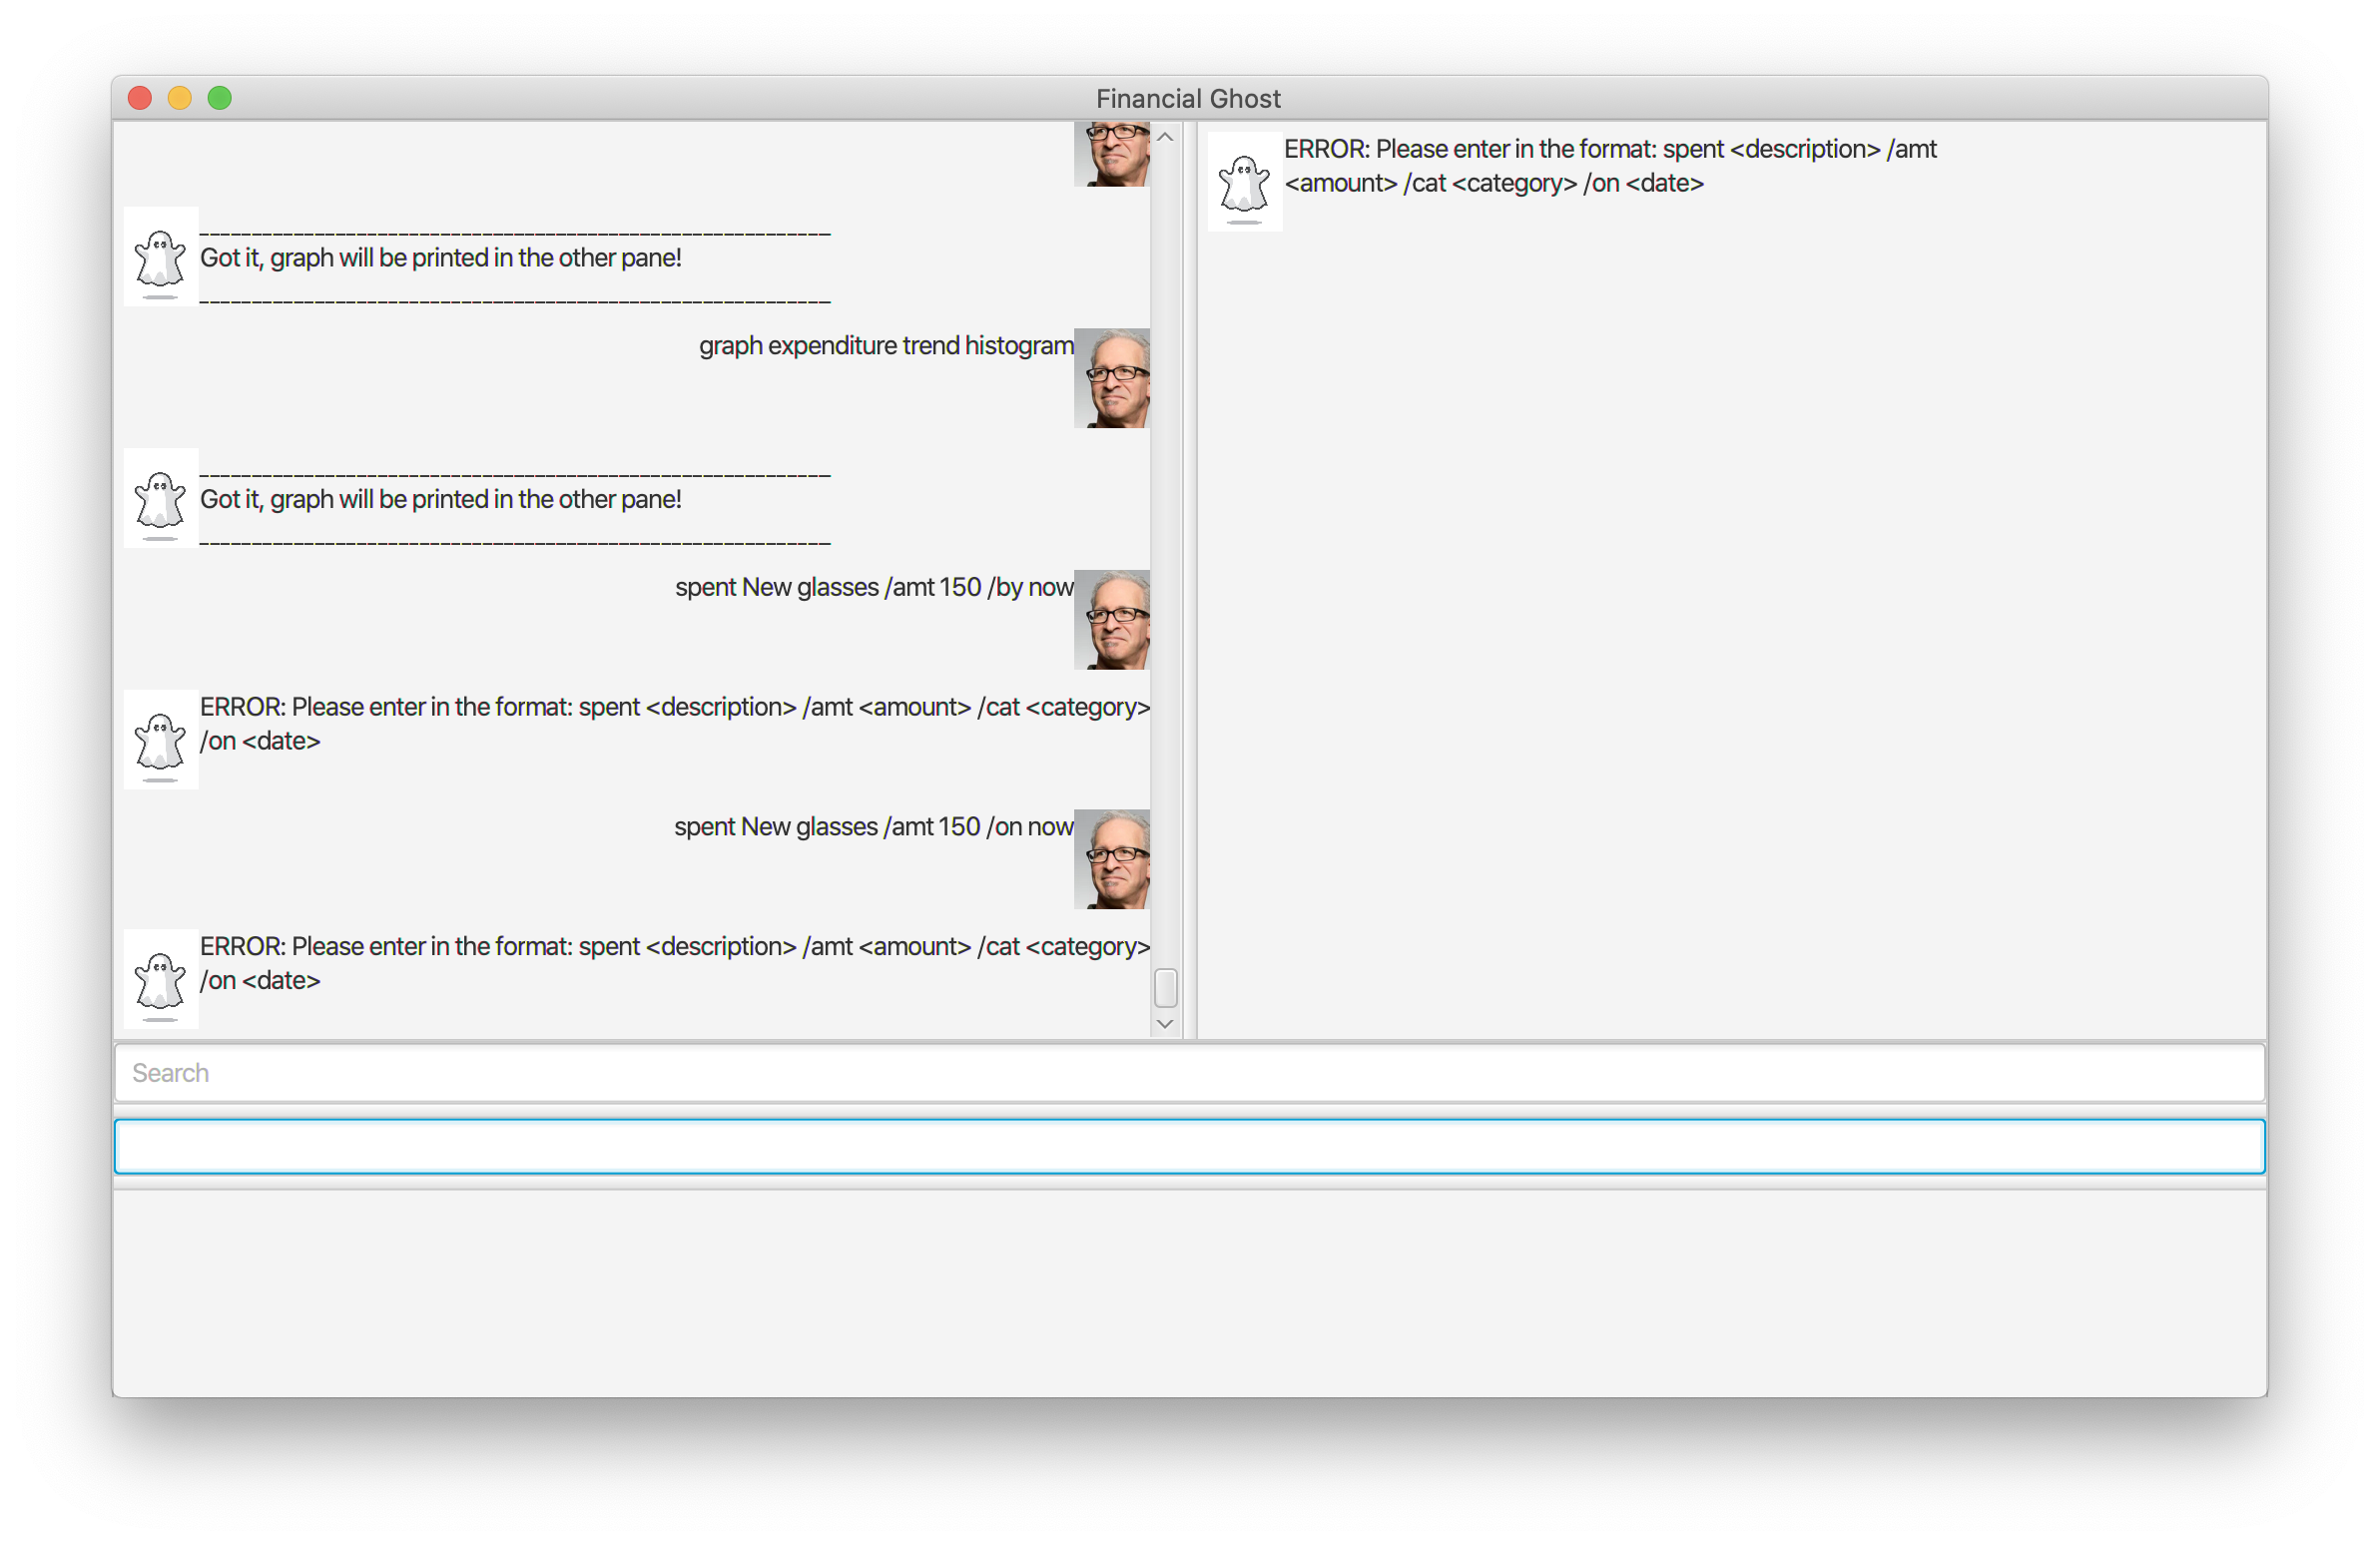 Financial Ghost
____________________________________________________________
Got it, graph will be printed in the other pane!
____________________________________________________________
graph expenditure trend histogram
____________________________________________________________
Got it, graph will be printed in the other pane!
____________________________________________________________
spent New glasses /amt 150 /by now
ERROR: Please enter in the format: spent <description> /amt <amount> /cat <category>
/on <date>
spent New glasses /amt 150 /on now
ERROR: Please enter in the format: spent <description> /amt <amount> /cat <category>
/on <date>
ERROR: Please enter in the format: spent <description> /amt
<amount> /cat <category> /on <date>
Search